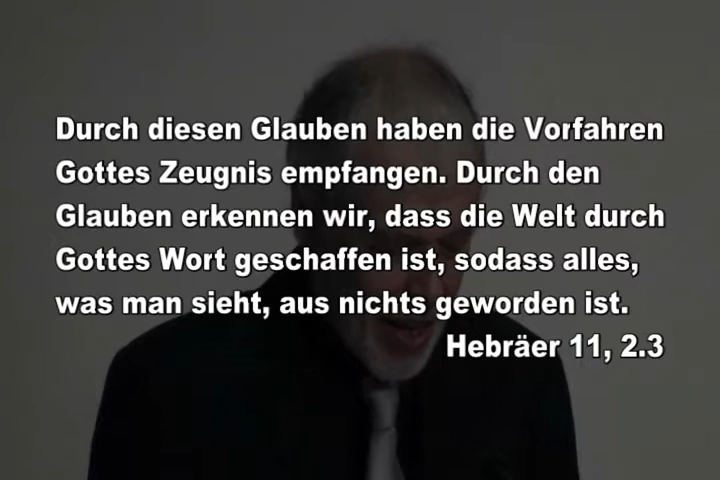 Durch diesen Glauben haben die Vorfahren
Gottes Zeugnis empfangen. Durch den
Glauben erkennen wir, dass die Welt durch
Gottes Wort geschaffen ist, sodass alles,
was man sieht, aus nichts geworden ist.
Hebräer 11, 2.3